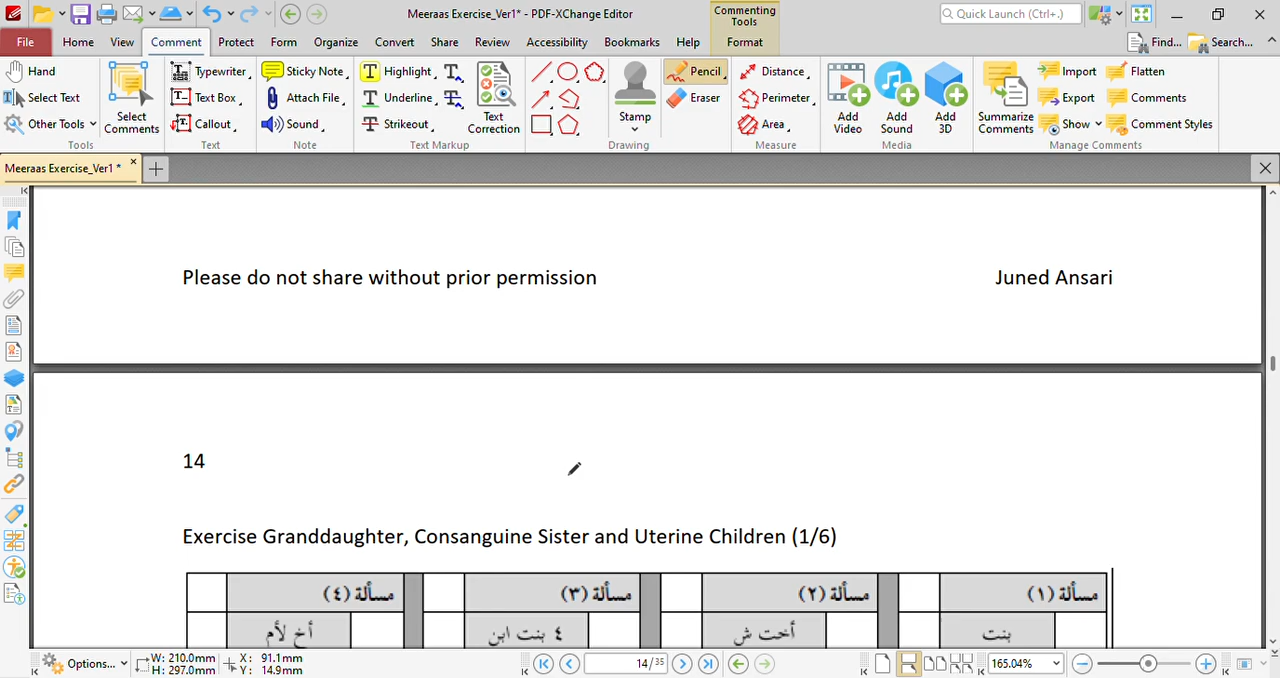 Meeraas Exercise_Ver1* - PDF-XChange Editor
Commenting Tools
Quick Launch (Ctrl+.)
File
Home
View
Comment
Protect
Form
Organize
Convert
Share
Review
Accessibility
Bookmarks
Help
Format
Find...
Search...
Hand
Select Text
Other Tools
Select Comments
Tools
Typewriter
Text Box
Callout
Text
Sticky Note
Attach File
Sound
Note
Highlight
Underline
Strikeout
Text Correction
Text Markup
Drawing
Stamp
Pencil
Eraser
Distance
Perimeter
Area
Measure
Add Video
Add Sound
Add 3D
Media
Summarize Comments
Import
Export
Show
Flatten
Comments
Comment Styles
Manage Comments
Meeraas Exercise_Ver1 *
Please do not share without prior permission
Juned Ansari
14
Exercise Granddaughter, Consanguine Sister and Uterine Children (1/6)
مسألة (١)
مسألة (٢)
مسألة (٣)
مسألة (٤)
بنت
أخت ش
٤ بنت ابن
أخ لأم
Options...
W: 210.0mm
H: 297.0mm
X: 91.1mm
Y: 14.9mm
14/35
165.04%